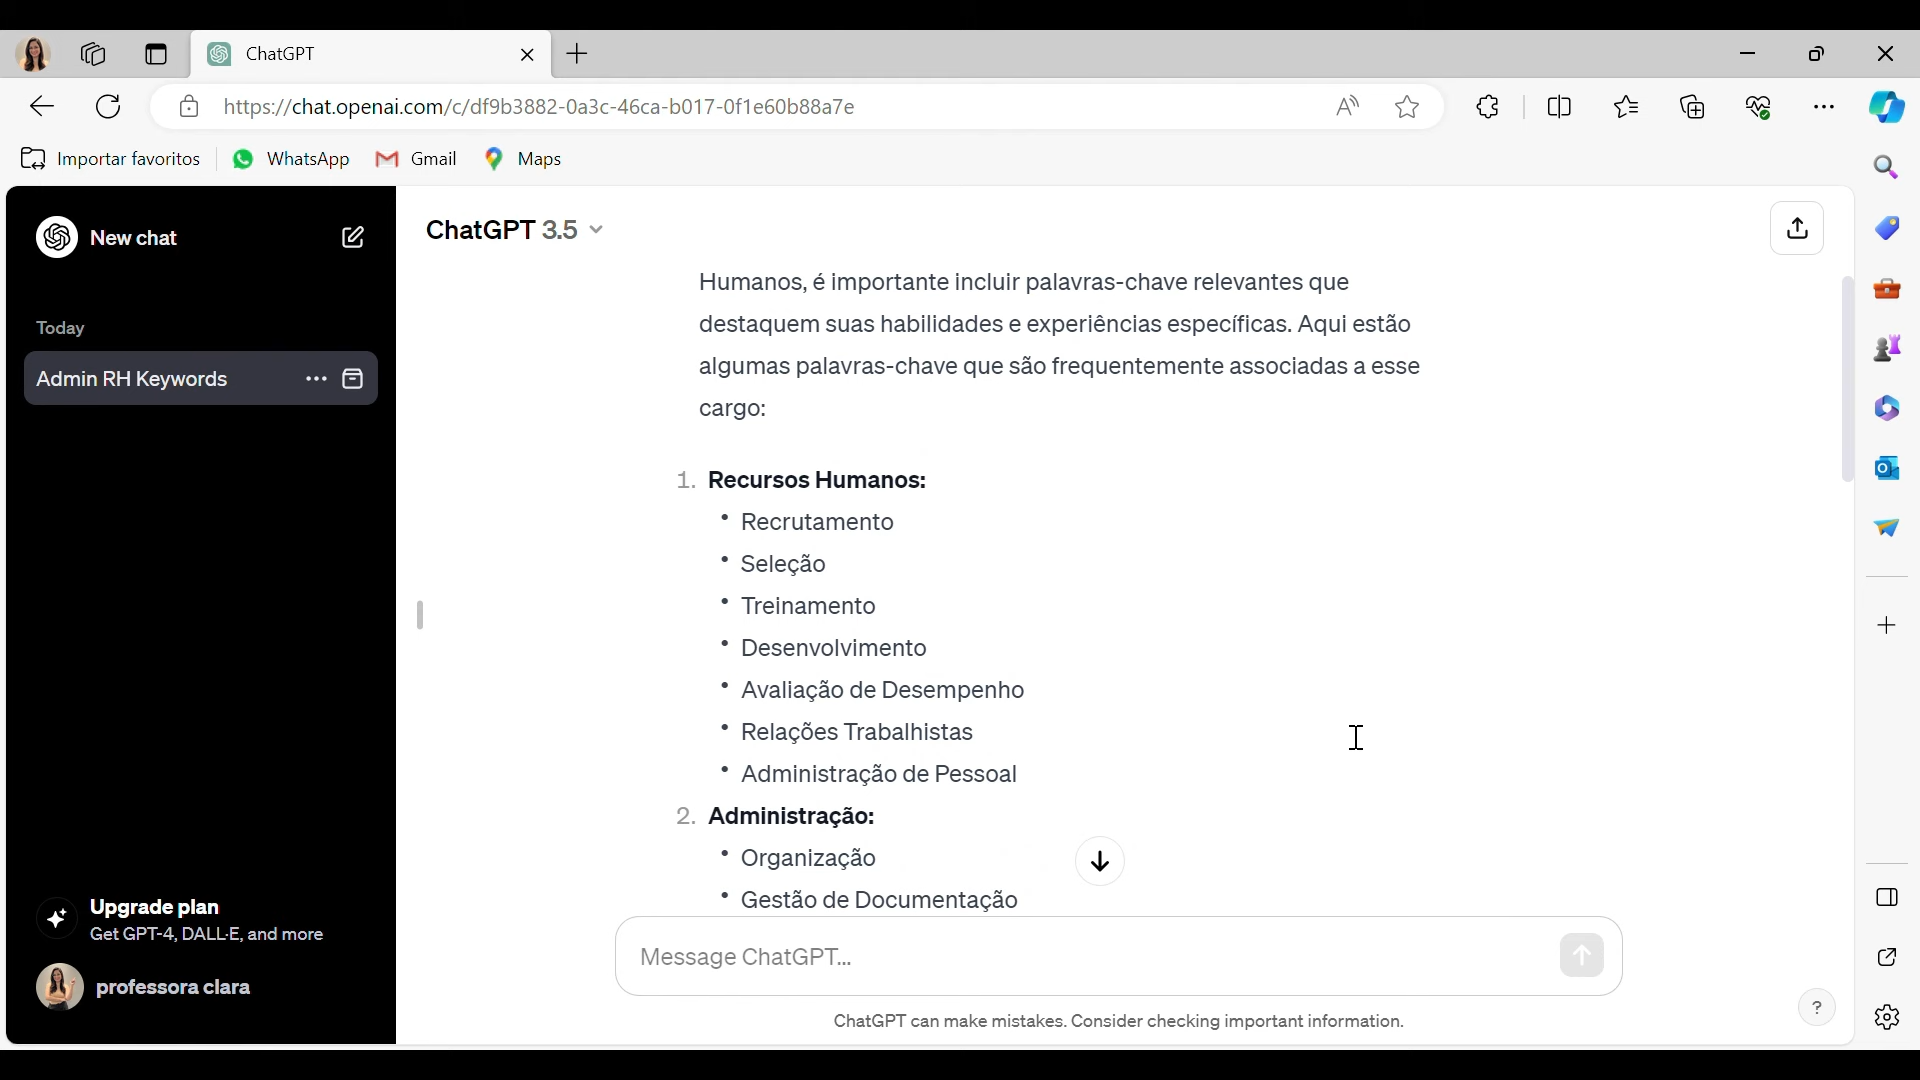 ChatGPT
https://chat.openai.com/c/df9b3882-0a3c-46ca-b017-0f1e60b88a7e
Importar favoritos
WhatsApp
Gmail
Maps
New chat
Today
Admin RH Keywords
Upgrade plan
Get GPT-4, DALL·E, and more
professora clara
ChatGPT 3.5
Humanos, é importante incluir palavras-chave relevantes que
destaquem suas habilidades e experiências específicas. Aqui estão
algumas palavras-chave que são frequentemente associadas a esse
cargo:
1. Recursos Humanos:
• Recrutamento
• Seleção
• Treinamento
• Desenvolvimento
• Avaliação de Desempenho
• Relações Trabalhistas
• Administração de Pessoal
2. Administração:
• Organização
• Gestão de Documentação
Message ChatGPT...
ChatGPT can make mistakes. Consider checking important information.
?